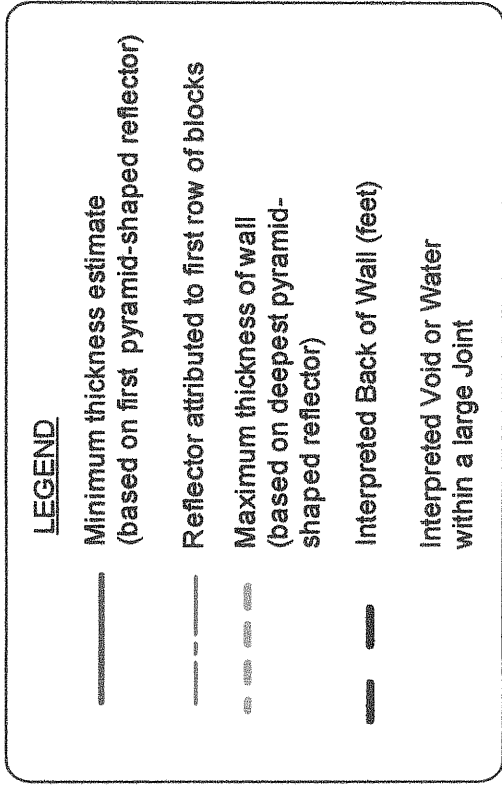 LEGEND
Minimum thickness estimate
(based on first pyramid-shaped reflector)
Reflector attributed to first row of blocks
Maximum thickness of wall
(based on deepest pyramid-
shaped reflector)
Interpreted Back of Wall (feet)
Interpreted Void or Water
within a large Joint